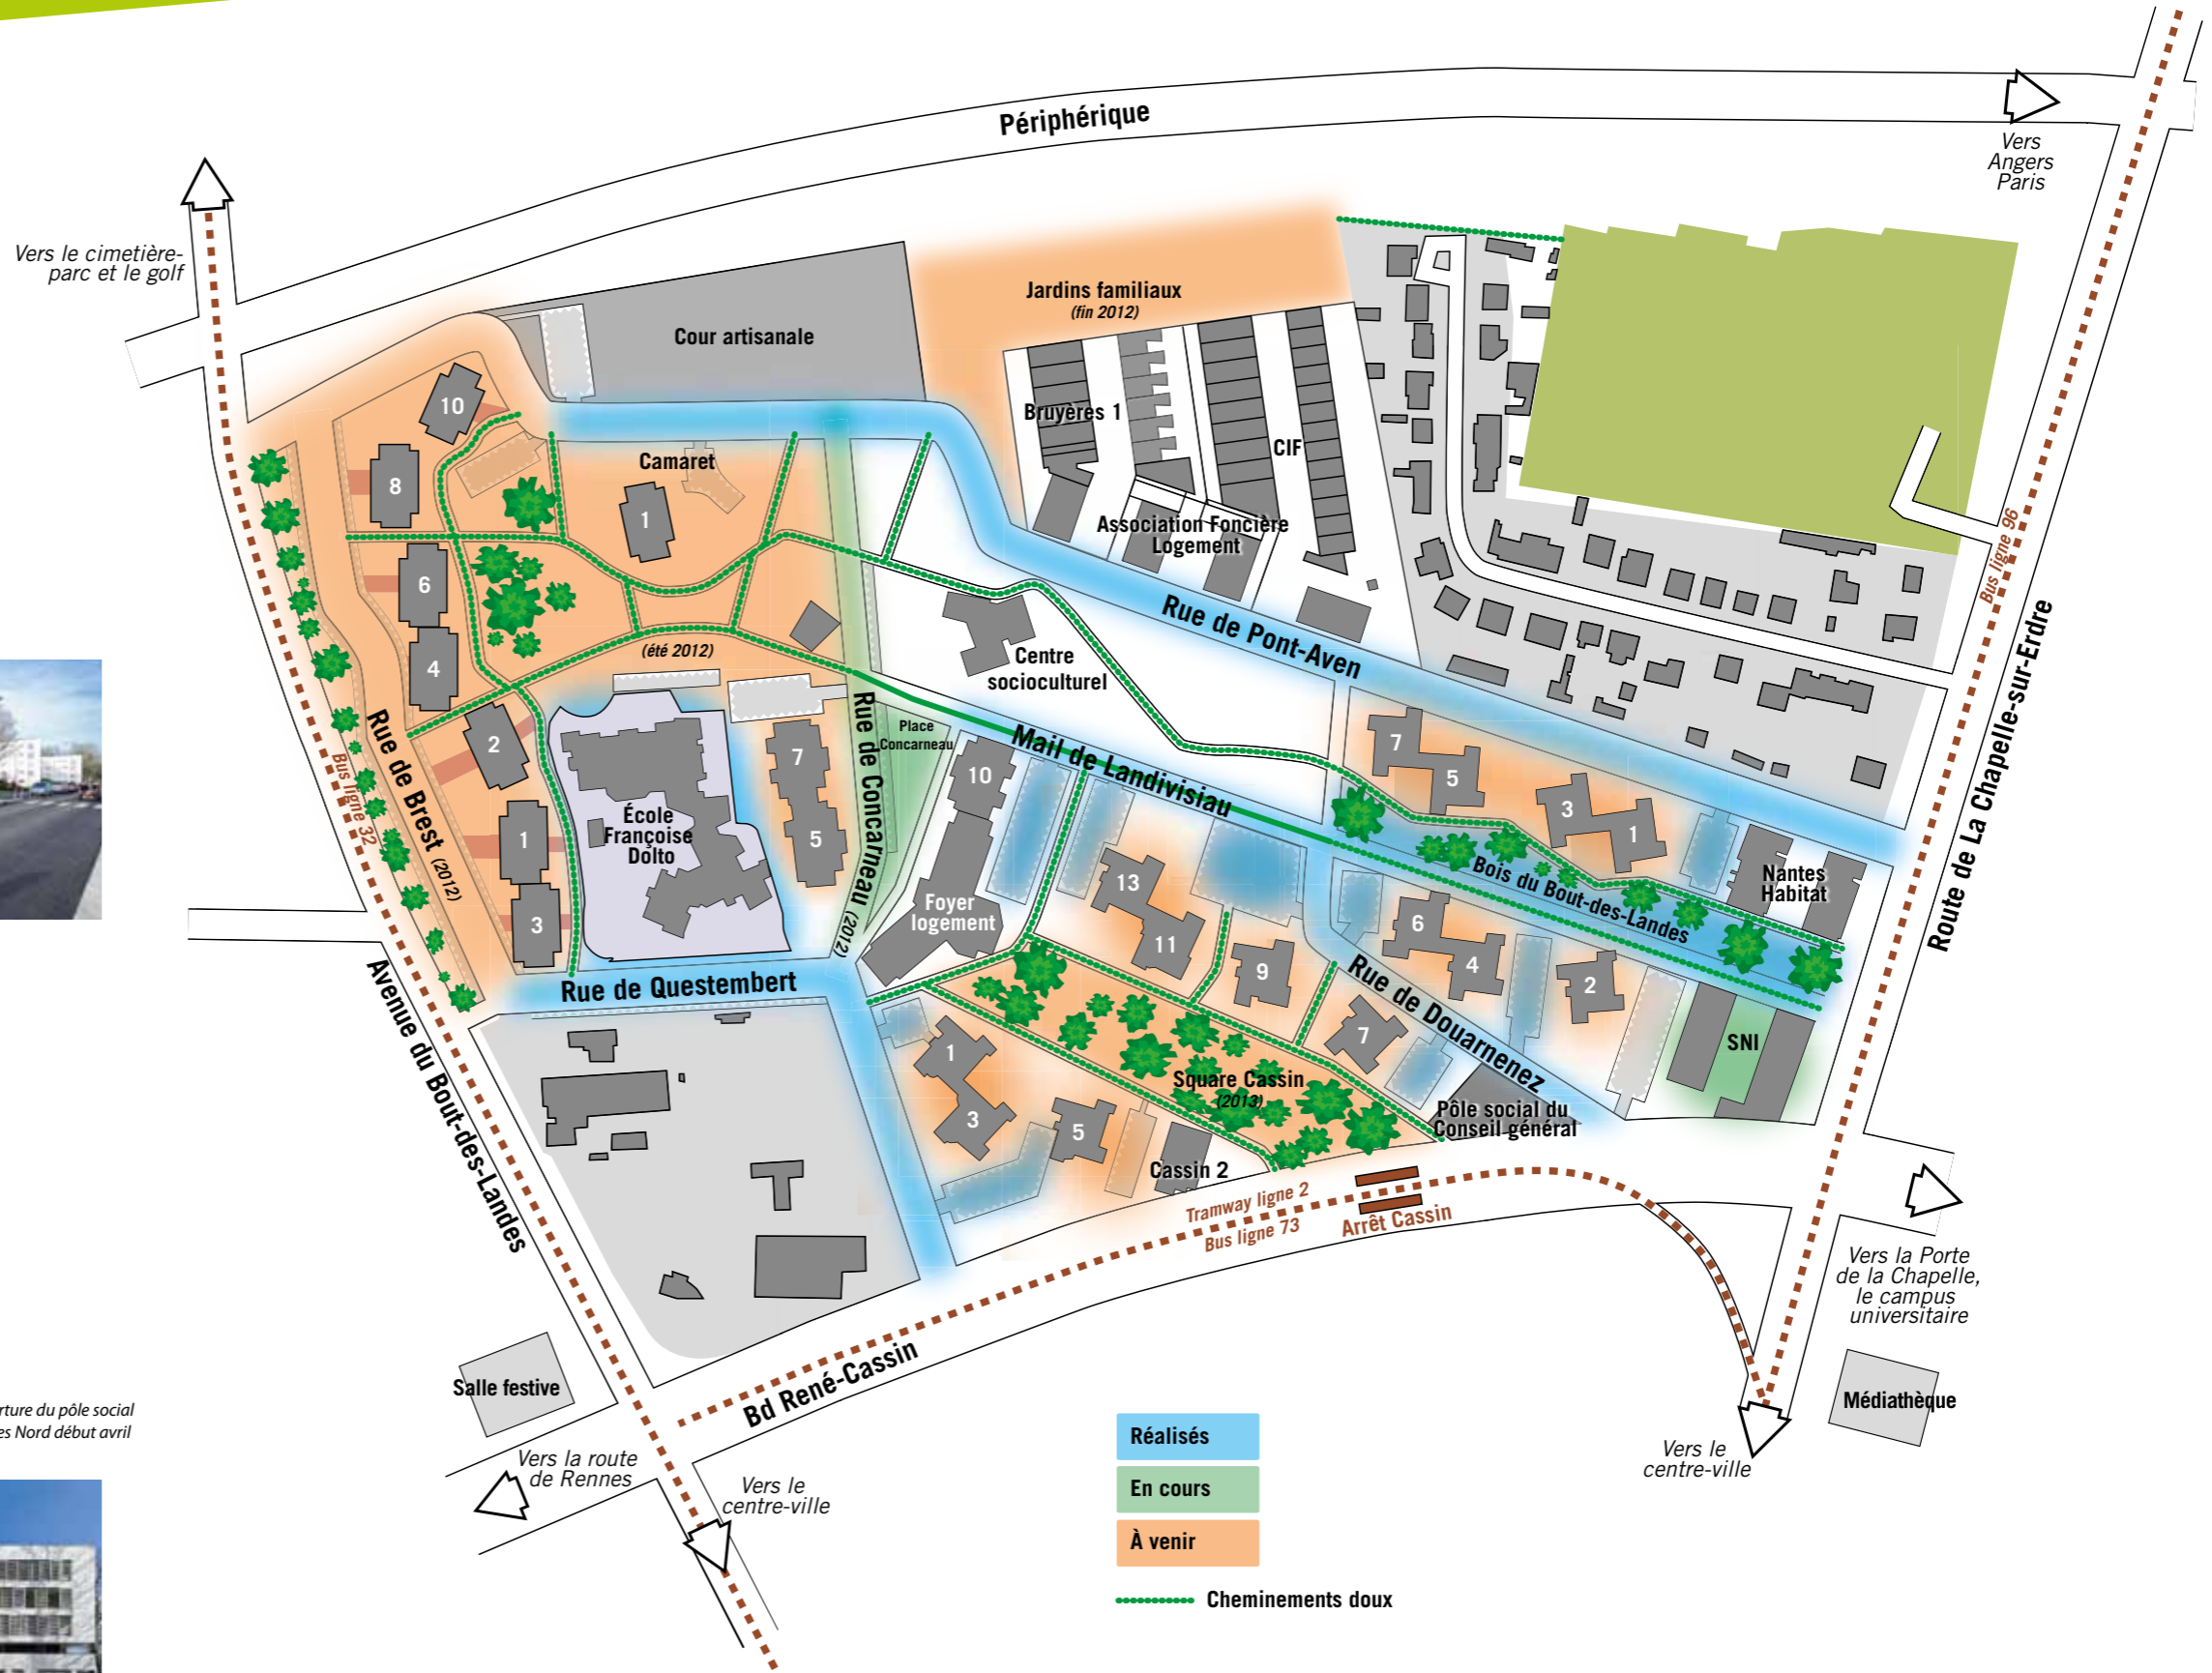 Périphérique
Vers
Angers
Paris
Vers le cimetière-
parc et le golf
Jardins familiaux
(fin 2012)
Cour artisanale
10
Bruyères 1
CIF
Camaret
8
1
Association Foncière
Logement
Bus ligne 96
6
Rue de Pont-Aven
Route de La Chapelle-sur-Erdre
(été 2012)
Centre
socioculturel
4
Rue de Brest (2012)
2
Bus ligne 32
Rue de Concarneau (2012)
Place
Concarneau
Mail de Landivisiau
7
7
5
10
5
3
1
École
Françoise
Dolto
1
Bois du Bout-des-Landes
Nantes
Habitat
13
Foyer
logement
3
11
9
6
4
2
Rue de Questembert
Rue de Douarnenez
Avenue du Bout-des-Landes
7
SNI
1
Square Cassin
(2013)
3
5
Pôle social du
Conseil général
Cassin 2
Tramway ligne 2
Bus ligne 73
Arrêt Cassin
Vers la Porte
de la Chapelle,
le campus
universitaire
Bd René-Cassin
Salle festive
Médiathèque
rture du pôle social
es Nord début avril
Vers la route
de Rennes
Vers le
centre-ville
Vers le
centre-ville
Réalisés
En cours
À venir
Cheminements doux